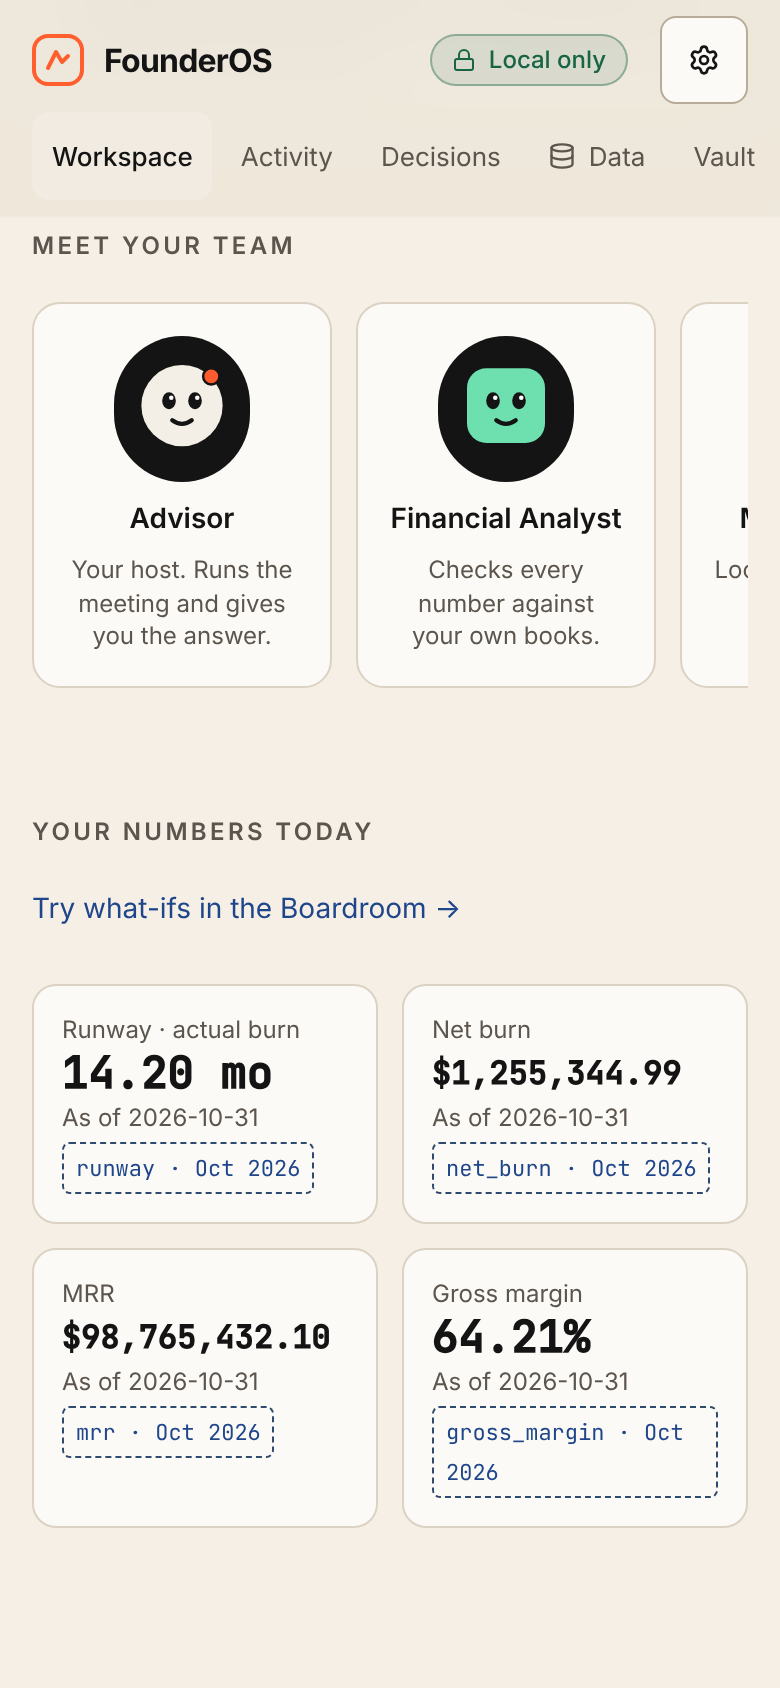 FounderOS
Local only
Workspace Activity Decisions Data Vault
MEET YOUR TEAM
Advisor
Your host. Runs the
meeting and gives
you the answer.
Financial Analyst
Checks every
number against
your own books.
YOUR NUMBERS TODAY
Try what-ifs in the Boardroom →
Runway · actual burn
14.20 mo
As of 2026-10-31
runway · Oct 2026
Net burn
$1,255,344.99
As of 2026-10-31
net_burn · Oct 2026
MRR
$98,765,432.10
As of 2026-10-31
mrr · Oct 2026
Gross margin
64.21%
As of 2026-10-31
gross_margin · Oct
2026